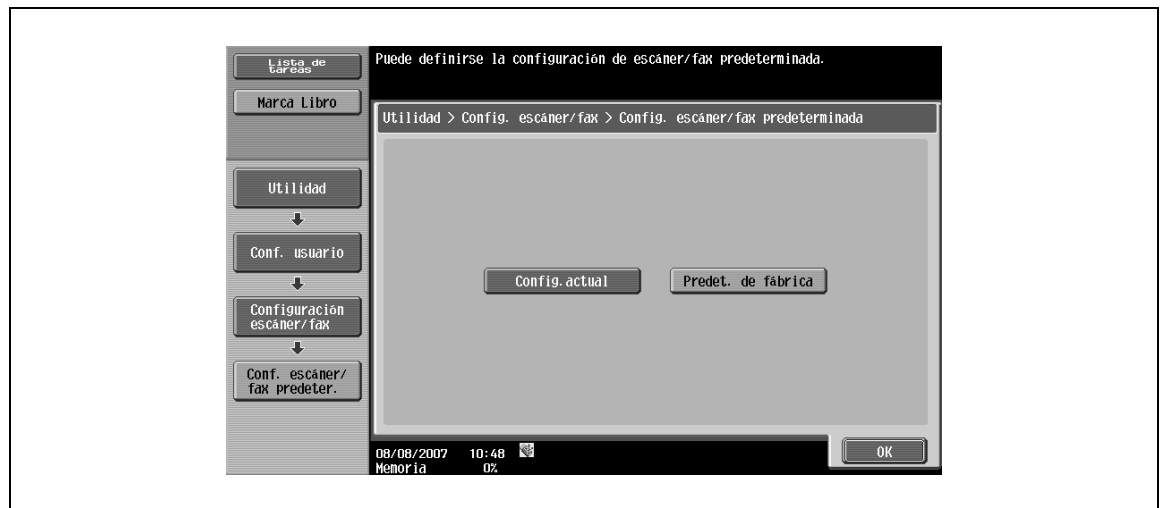 Lista de
tareas
Marca Libro
Utilidad
Conf. usuario
Configuración
escáner/fax
Conf. escáner/
fax predeter.
Puede definirse la configuración de escáner/fax predeterminada.
Utilidad > Config. escáner/fax > Config. escáner/fax predeterminada
Config.actual
Predet. de fábrica
OK
08/08/2007 10:48
Memoria 0%